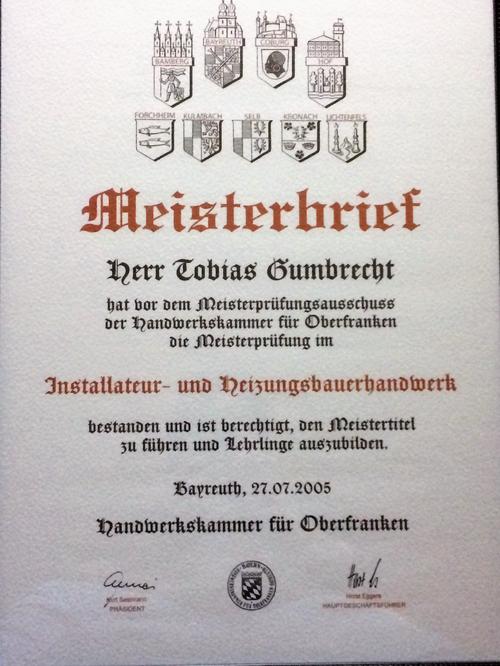 BAMBERG
BAYREUTH
COBURG
HOF
FORCHHEIM KULMBACH SELB KRONACH LICHTENFELS
Meisterbrief
Herr Tobias Gumbrecht
hat vor dem Meisterprüfungsausschuss
der Handwerkskammer für Oberfranken
die Meisterprüfung im
Installateur- und Heizungsbauerhandwerk
bestanden und ist berechtigt, den Meistertitel
zu führen und Lehrlinge auszubilden.
Bayreuth, 27.07.2005
Handwerkskammer für Oberfranken
Horst Eggers
PRÄSIDENT
HAUPTGESCHÄFTSFÜHRER